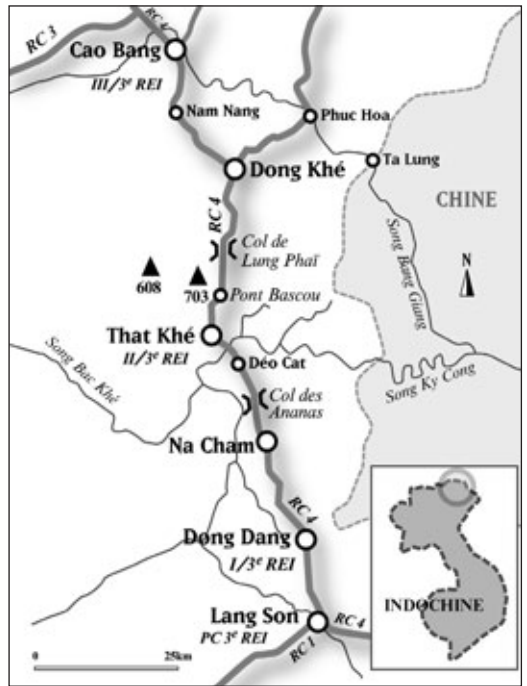 RC 3
RC 4
Cao Bang
III/3e REI
Nam Nang
Phuc Hoa
Ta Lung
Dong Khé
CHINE
RC 4
Col de
Lung Phaï
608
703
Pont Bascou
Song Bang Giang
N
That Khé
II/3e REI
Déo Cat
Song Bac Khé
Song Ky Cong
Col des
Ananas
Na Cham
RC 4
Dong Dang
I/3e REI
Lang Son
PC 3e REI
RC 4
RC 1
INDOCHINE
0
25km